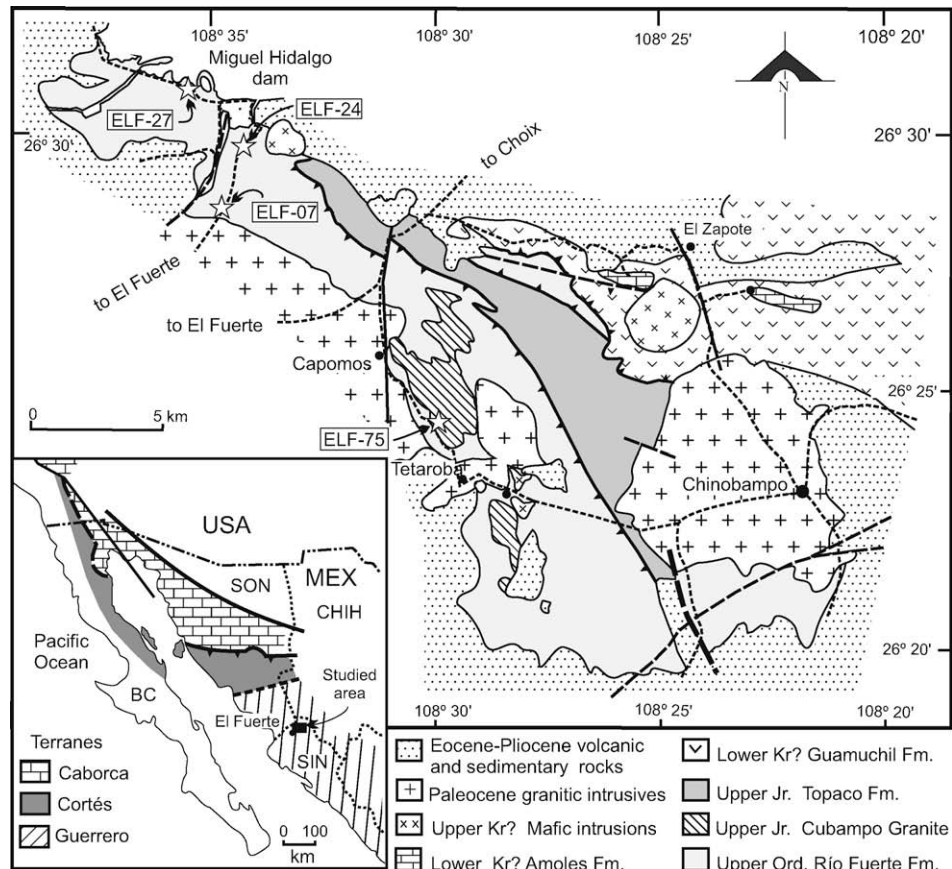 108° 35'
108° 30'
108° 25'
108° 20'
Miguel Hidalgo
dam
N
ELF-27
ELF-24
26° 30'
26° 30'
to Choix
ELF-07
El Zapote
to El Fuerte
to El Fuerte
Capomos
26° 25'
0 5 km
ELF-75
Tetarob
Chinobampo
USA
SON
MEX
CHIH
Pacific
Ocean
BC
Studied
area
El Fuerte
SIN
26° 20'
108° 30'
108° 25'
108° 20'
Terranes
Caborca
Cortés
Guerrero
0 100
km
Eocene-Pliocene volcanic
and sedimentary rocks
Paleocene granitic intrusives
Upper Kr? Mafic intrusions
Lower Kr? Amoles Fm.
Lower Kr? Guamuchil Fm.
Upper Jr. Topaco Fm.
Upper Jr. Cubampo Granite
Upper Ord. Río Fuerte Fm.